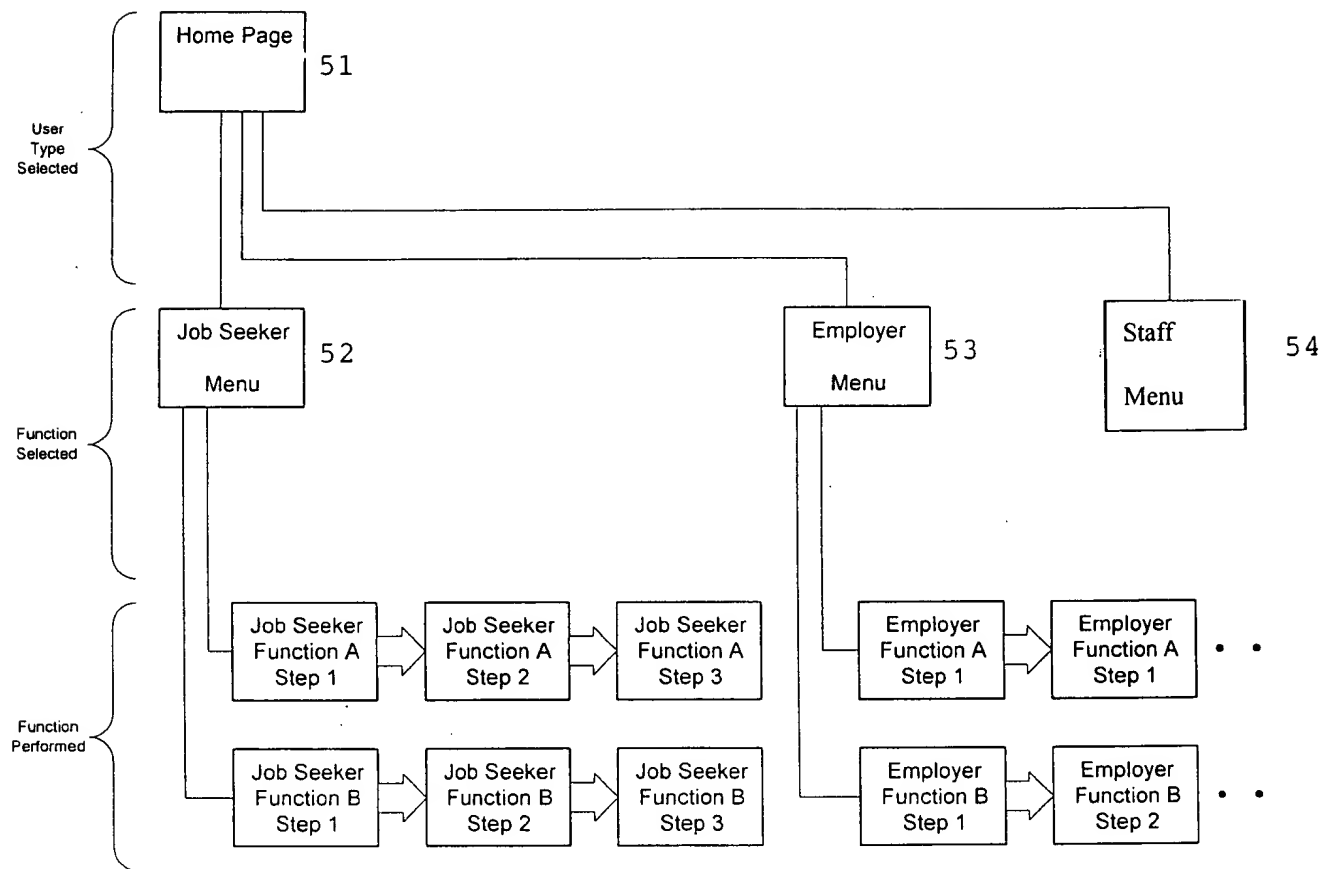 Home Page
51
User
Type
Selected
Job Seeker
Menu
52
Employer
Menu
53
Staff
Menu
54
Function
Selected
Job Seeker
Function A
Step 1
Job Seeker
Function A
Step 2
Job Seeker
Function A
Step 3
Employer
Function A
Step 1
Employer
Function A
Step 1
Function
Performed
Job Seeker
Function B
Step 1
Job Seeker
Function B
Step 2
Job Seeker
Function B
Step 3
Employer
Function B
Step 1
Employer
Function B
Step 2